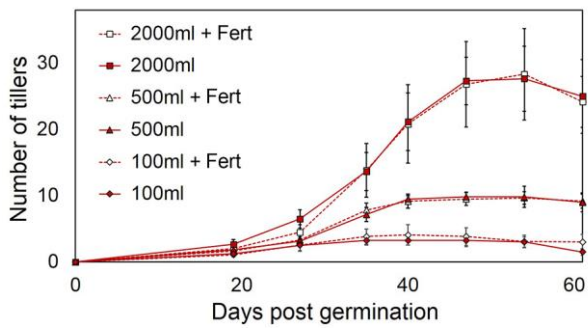 Number of tillers
30
20
10
0
2000ml + Fert
2000ml
500ml + Fert
500ml
100ml + Fert
100ml
0
20
40
60
Days post germination